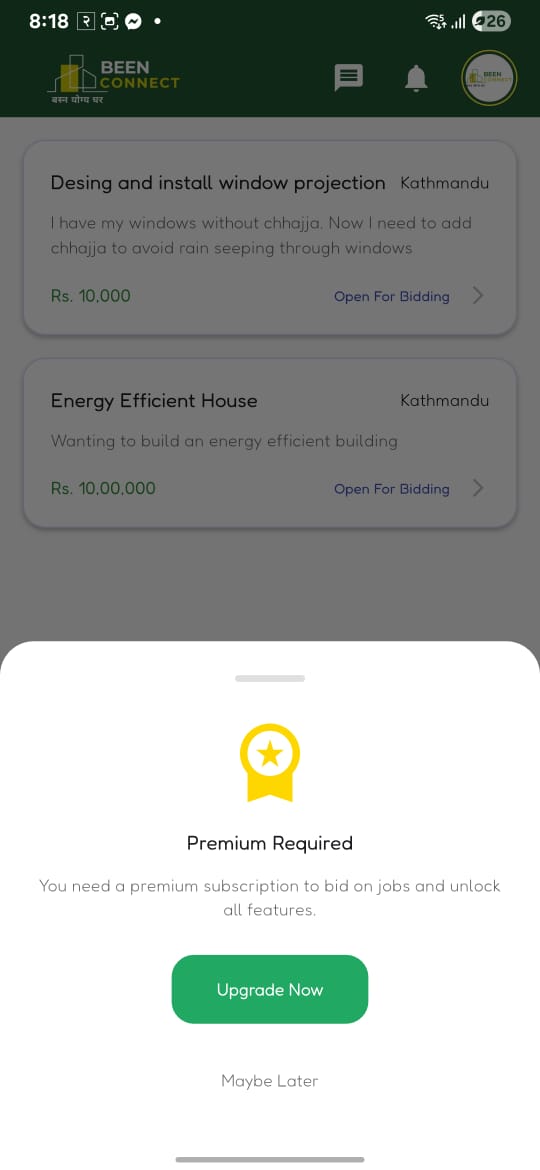 8:18
26
BEEN
CONNECT
बस्न योग्य घर
Desing and install window projection Kathmandu
I have my windows without chhajja. Now I need to add
chhajja to avoid rain seeping through windows
Rs. 10,000 Open For Bidding
Energy Efficient House Kathmandu
Wanting to build an energy efficient building
Rs. 10,00,000 Open For Bidding
Premium Required
You need a premium subscription to bid on jobs and unlock
all features.
Upgrade Now
Maybe Later